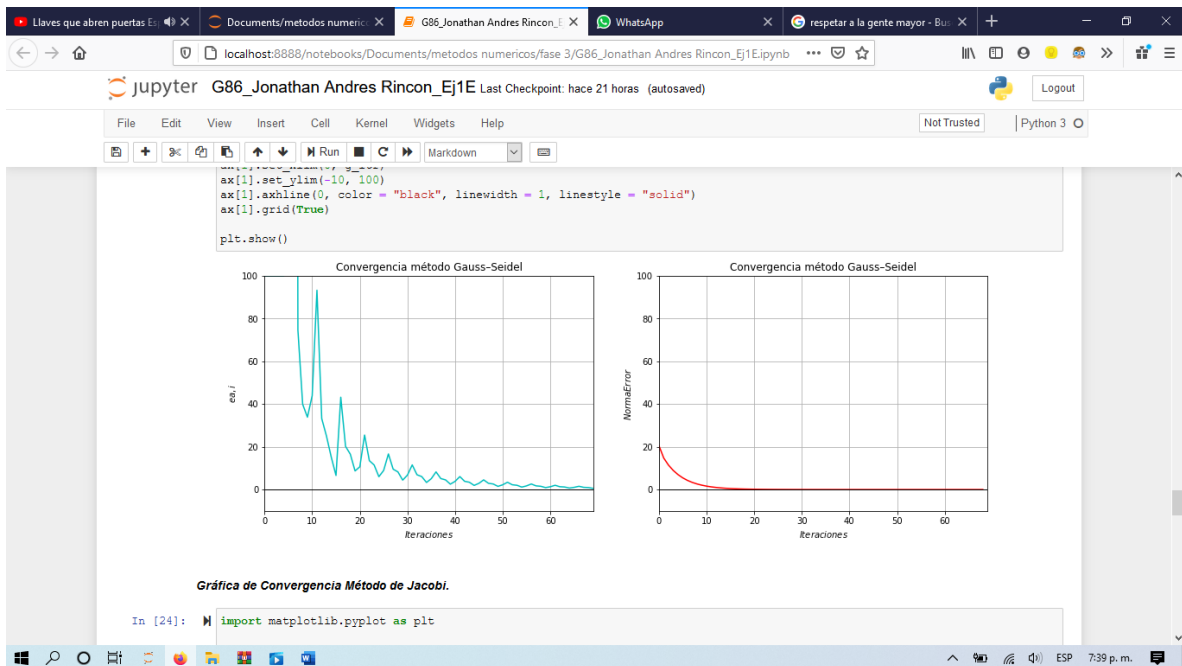 Llaves que abren puertas Esp
Documents/metodos numerico
G86_Jonathan Andres Rincon_E
WhatsApp
respetar a la gente mayor - Bus
localhost:8888/notebooks/Documents/metodos numericos/fase 3/G86_Jonathan Andres Rincon_Ej1E.ipynb
jupyter G86_Jonathan Andres Rincon_Ej1E Last Checkpoint: hace 21 horas (autosaved)
Logout
File Edit View Insert Cell Kernel Widgets Help
Not Trusted
Python 3
Run
Markdown
ax[1].set_ylim(-10, 100)
ax[1].axhline(0, color = "black", linewidth = 1, linestyle = "solid")
ax[1].grid(True)
plt.show()
Convergencia método Gauss–Seidel
100
80
60
40
20
0
ea,i
0 10 20 30 40 50 60
Iteraciones
Convergencia método Gauss–Seidel
100
80
60
40
20
0
NormaError
0 10 20 30 40 50 60
Iteraciones
Gráfica de Convergencia Método de Jacobi.
In [24]: import matplotlib.pyplot as plt
ESP 7:39 p. m.